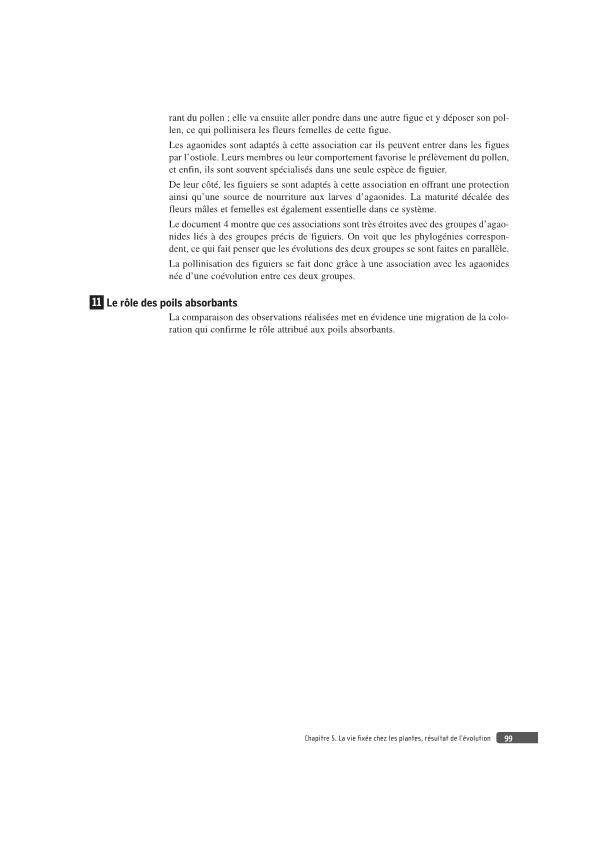 rant du pollen ; elle va ensuite aller pondre dans une autre figue et y déposer son pol-
len, ce qui pollinisera les fleurs femelles de cette figue.
Les agaonides sont adaptés à cette association car ils peuvent entrer dans les figues
par l'ostiole. Leurs membres ou leur comportement favorise le prélèvement du pollen,
et enfin, ils sont souvent spécialisés dans une seule espèce de figuier.
De leur côté, les figuiers se sont adaptés à cette association en offrant une protection
ainsi qu'une source de nourriture aux larves d'agaonides. La maturité décalée des
fleurs mâles et femelles est également essentielle dans ce système.
Le document 4 montre que ces associations sont très étroites avec des groupes d'agao-
nides liés à des groupes précis de figuiers. On voit que les phylogénies correspon-
dent, ce qui fait penser que les évolutions des deux groupes se sont faites en parallèle.
La pollinisation des figuiers se fait donc grâce à une association avec les agaonides
née d'une coévolution entre ces deux groupes.
11 Le rôle des poils absorbants
La comparaison des observations réalisées met en évidence une migration de la colo-
ration qui confirme le rôle attribué aux poils absorbants.
Chapitre 5. La vie fixée chez les plantes, résultat de l'évolution 99